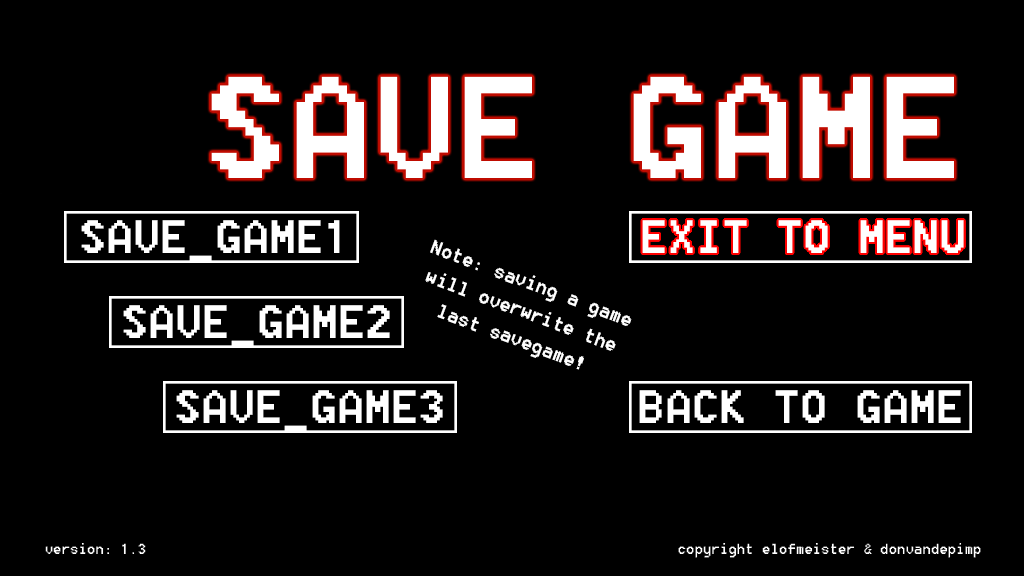 SAVE GAME
SAVE_GAME1
EXIT TO MENU
Note: saving a game
will overwrite the
last savegame!
SAVE_GAME2
SAVE_GAME3
BACK TO GAME
version: 1.3
copyright elofmeister & donvandepimp